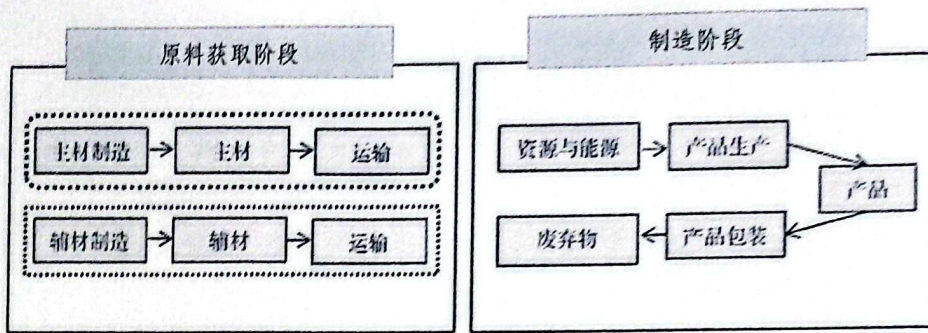 原料获取阶段
制造阶段
主材制造
主材
运输
辅材制造
辅材
运输
资源与能源
产品生产
产品
废弃物
产品包装